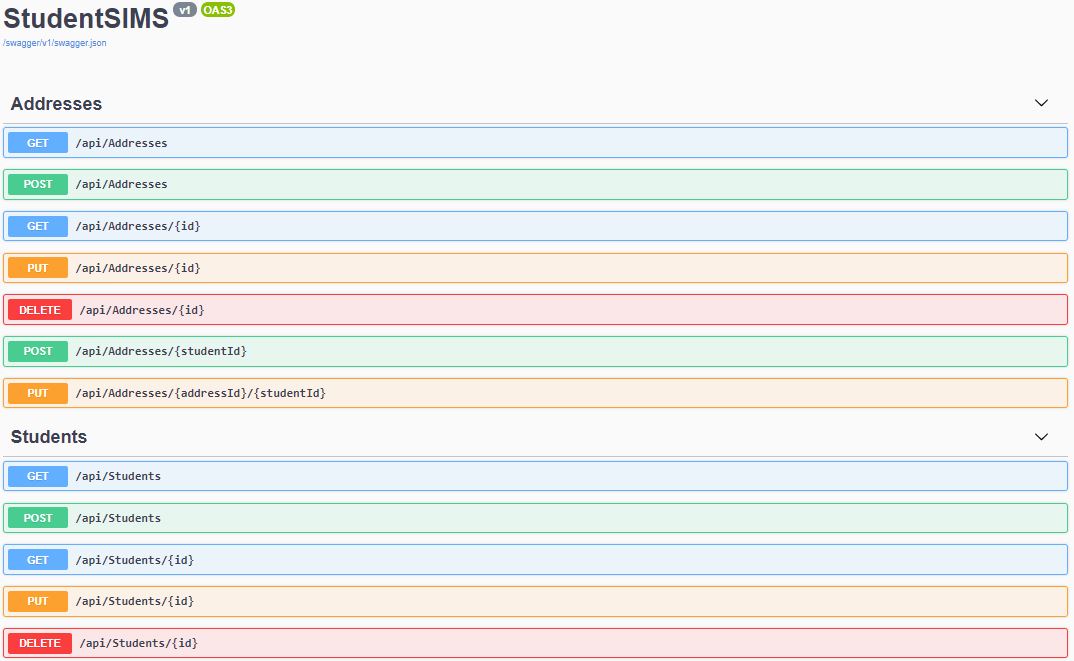 StudentSIMS v1 OAS3
/swagger/v1/swagger.json
Addresses
GET /api/Addresses
POST /api/Addresses
GET /api/Addresses/{id}
PUT /api/Addresses/{id}
DELETE /api/Addresses/{id}
POST /api/Addresses/{studentId}
PUT /api/Addresses/{addressId}/{studentId}
Students
GET /api/Students
POST /api/Students
GET /api/Students/{id}
PUT /api/Students/{id}
DELETE /api/Students/{id}